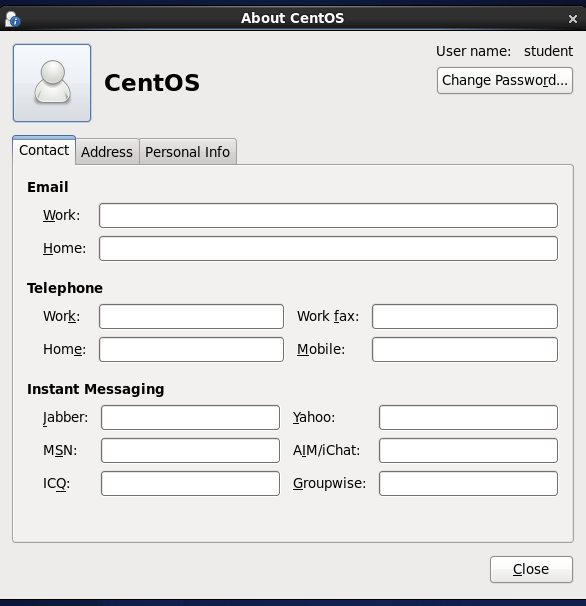 About CentOS
CentOS
User name: student
Change Password...
Contact Address Personal Info
Email
Work:
Home:
Telephone
Work: Work fax:
Home: Mobile:
Instant Messaging
Jabber: Yahoo:
MSN: AIM/iChat:
ICQ: Groupwise:
Close